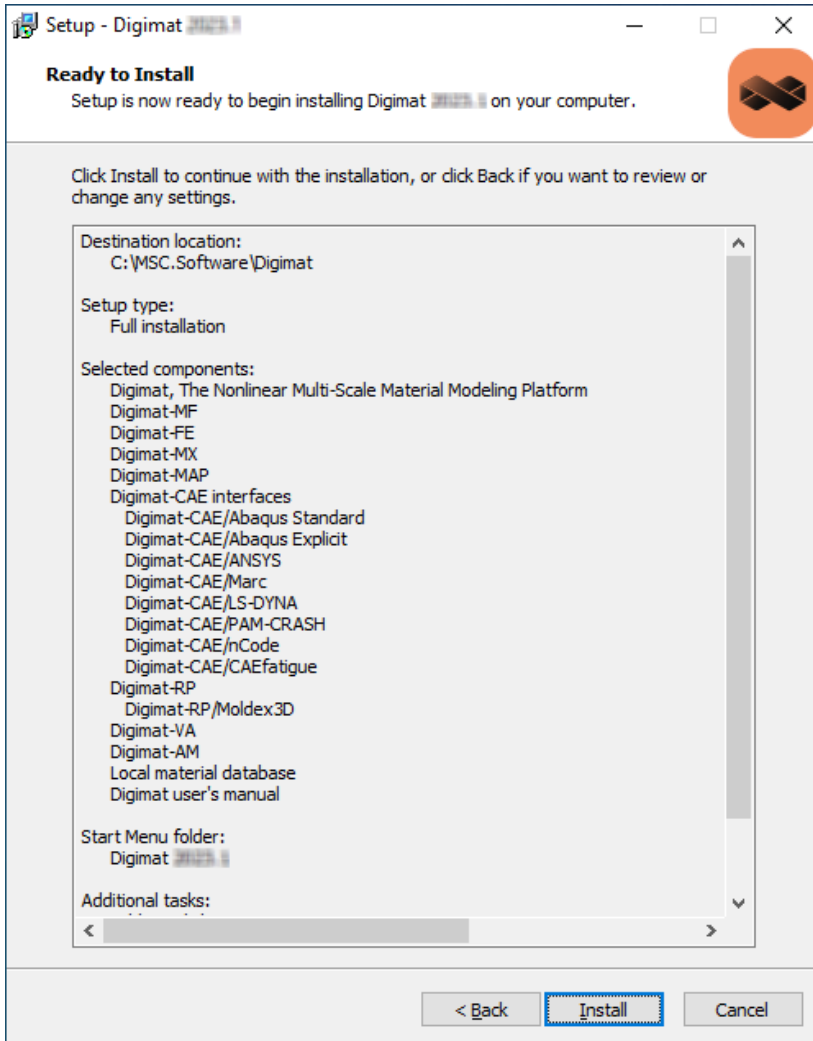 Setup - Digimat
Ready to Install
Setup is now ready to begin installing Digimat on your computer.
Click Install to continue with the installation, or click Back if you want to review or
change any settings.
Destination location:
C:\MSC.Software\Digimat
Setup type:
Full installation
Selected components:
Digimat, The Nonlinear Multi-Scale Material Modeling Platform
Digimat-MF
Digimat-FE
Digimat-MX
Digimat-MAP
Digimat-CAE interfaces
Digimat-CAE/Abaqus Standard
Digimat-CAE/Abaqus Explicit
Digimat-CAE/ANSYS
Digimat-CAE/Marc
Digimat-CAE/LS-DYNA
Digimat-CAE/PAM-CRASH
Digimat-CAE/nCode
Digimat-CAE/CAEfatigue
Digimat-RP
Digimat-RP/Moldex3D
Digimat-VA
Digimat-AM
Local material database
Digimat user's manual
Start Menu folder:
Digimat
Additional tasks:
< Back Install Cancel